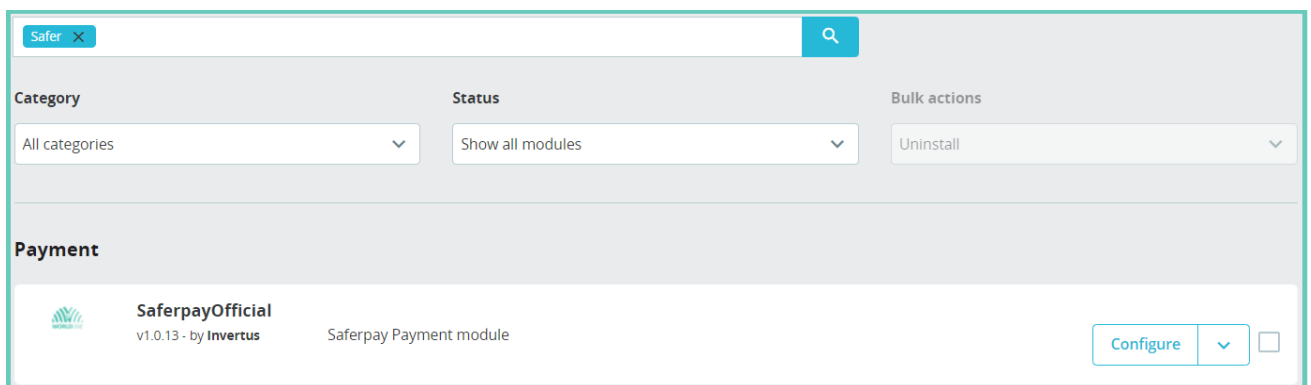 Safer ×
Category Status Bulk actions
All categories Show all modules Uninstall
Payment
SaferpayOfficial
v1.0.13 - by Invertus Saferpay Payment module
Configure